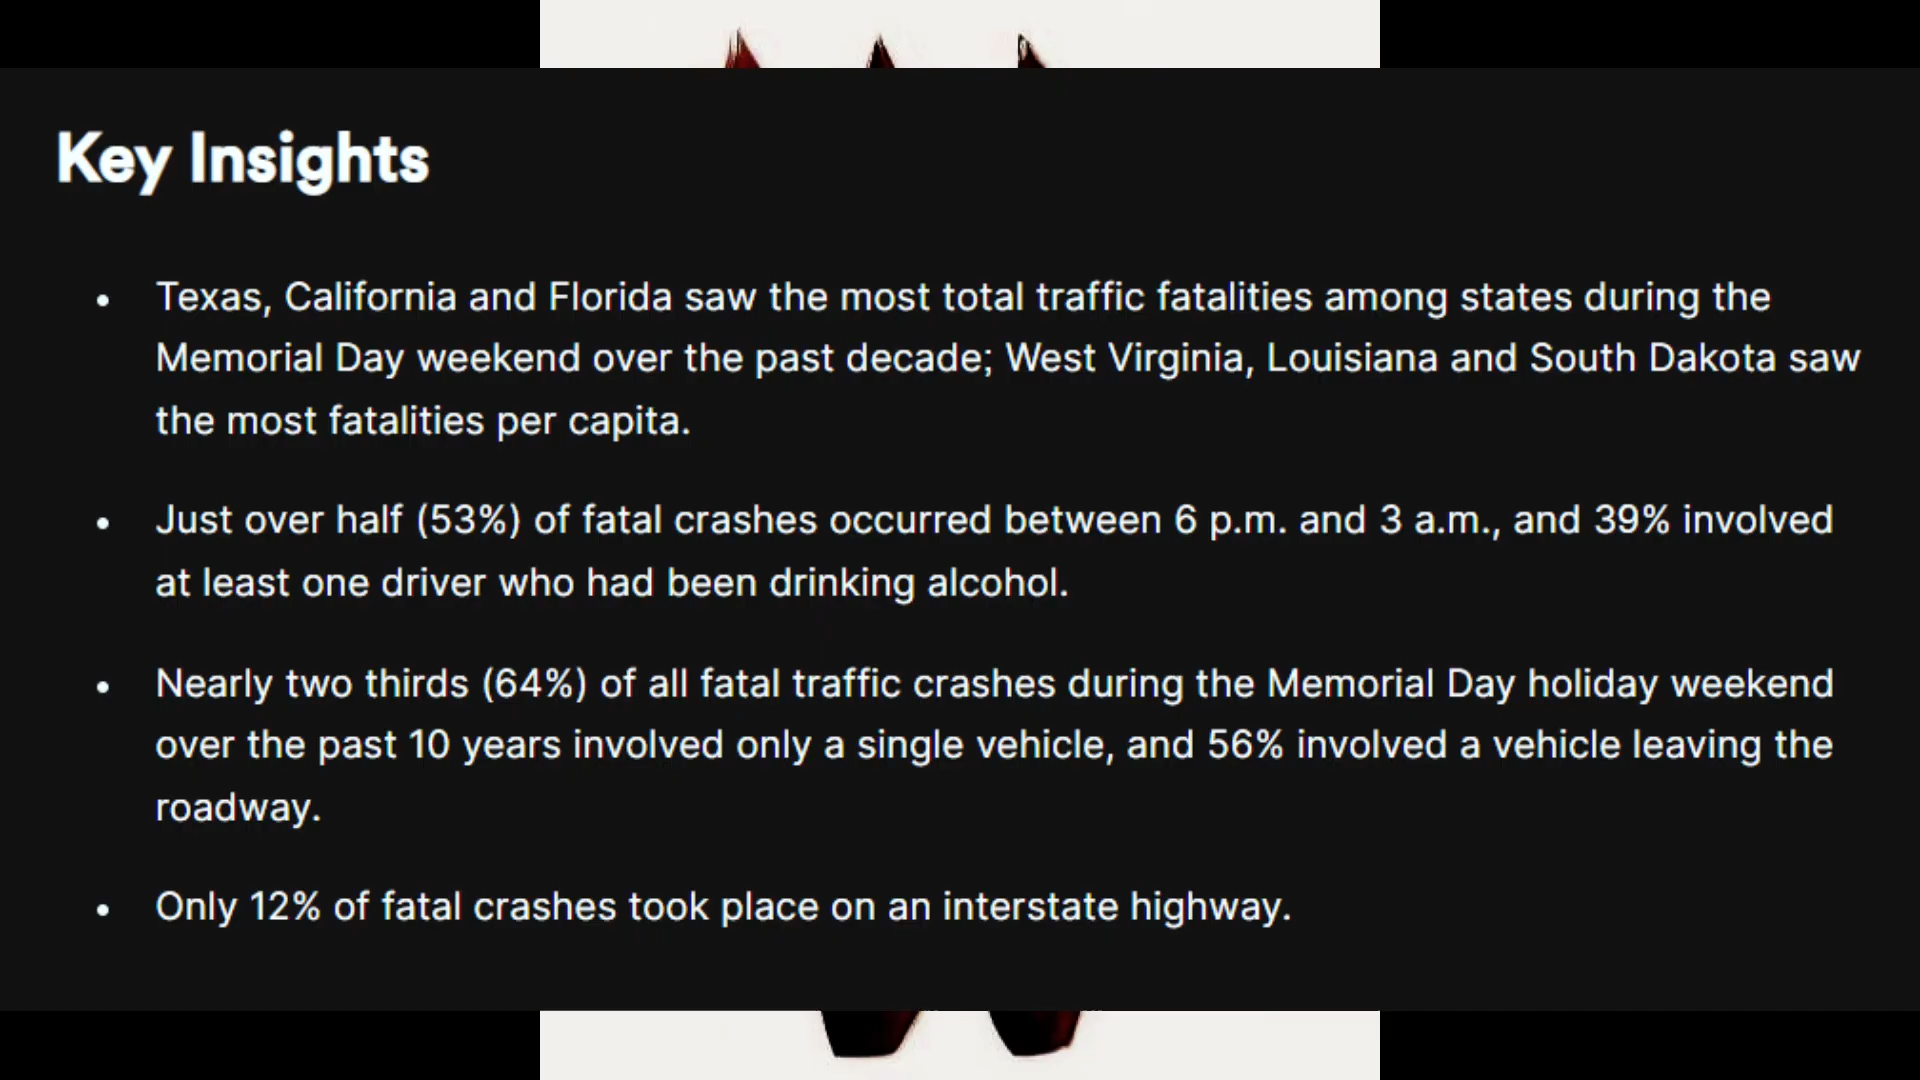 Key Insights
• Texas, California and Florida saw the most total traffic fatalities among states during the
Memorial Day weekend over the past decade; West Virginia, Louisiana and South Dakota saw
the most fatalities per capita.
• Just over half (53%) of fatal crashes occurred between 6 p.m. and 3 a.m., and 39% involved
at least one driver who had been drinking alcohol.
• Nearly two thirds (64%) of all fatal traffic crashes during the Memorial Day holiday weekend
over the past 10 years involved only a single vehicle, and 56% involved a vehicle leaving the
roadway.
• Only 12% of fatal crashes took place on an interstate highway.